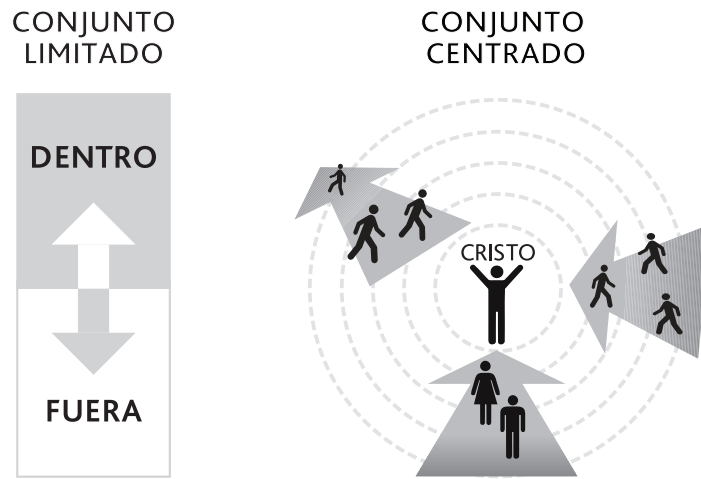 CONJUNTO
LIMITADO
DENTRO
FUERA
CONJUNTO
CENTRADO
CRISTO